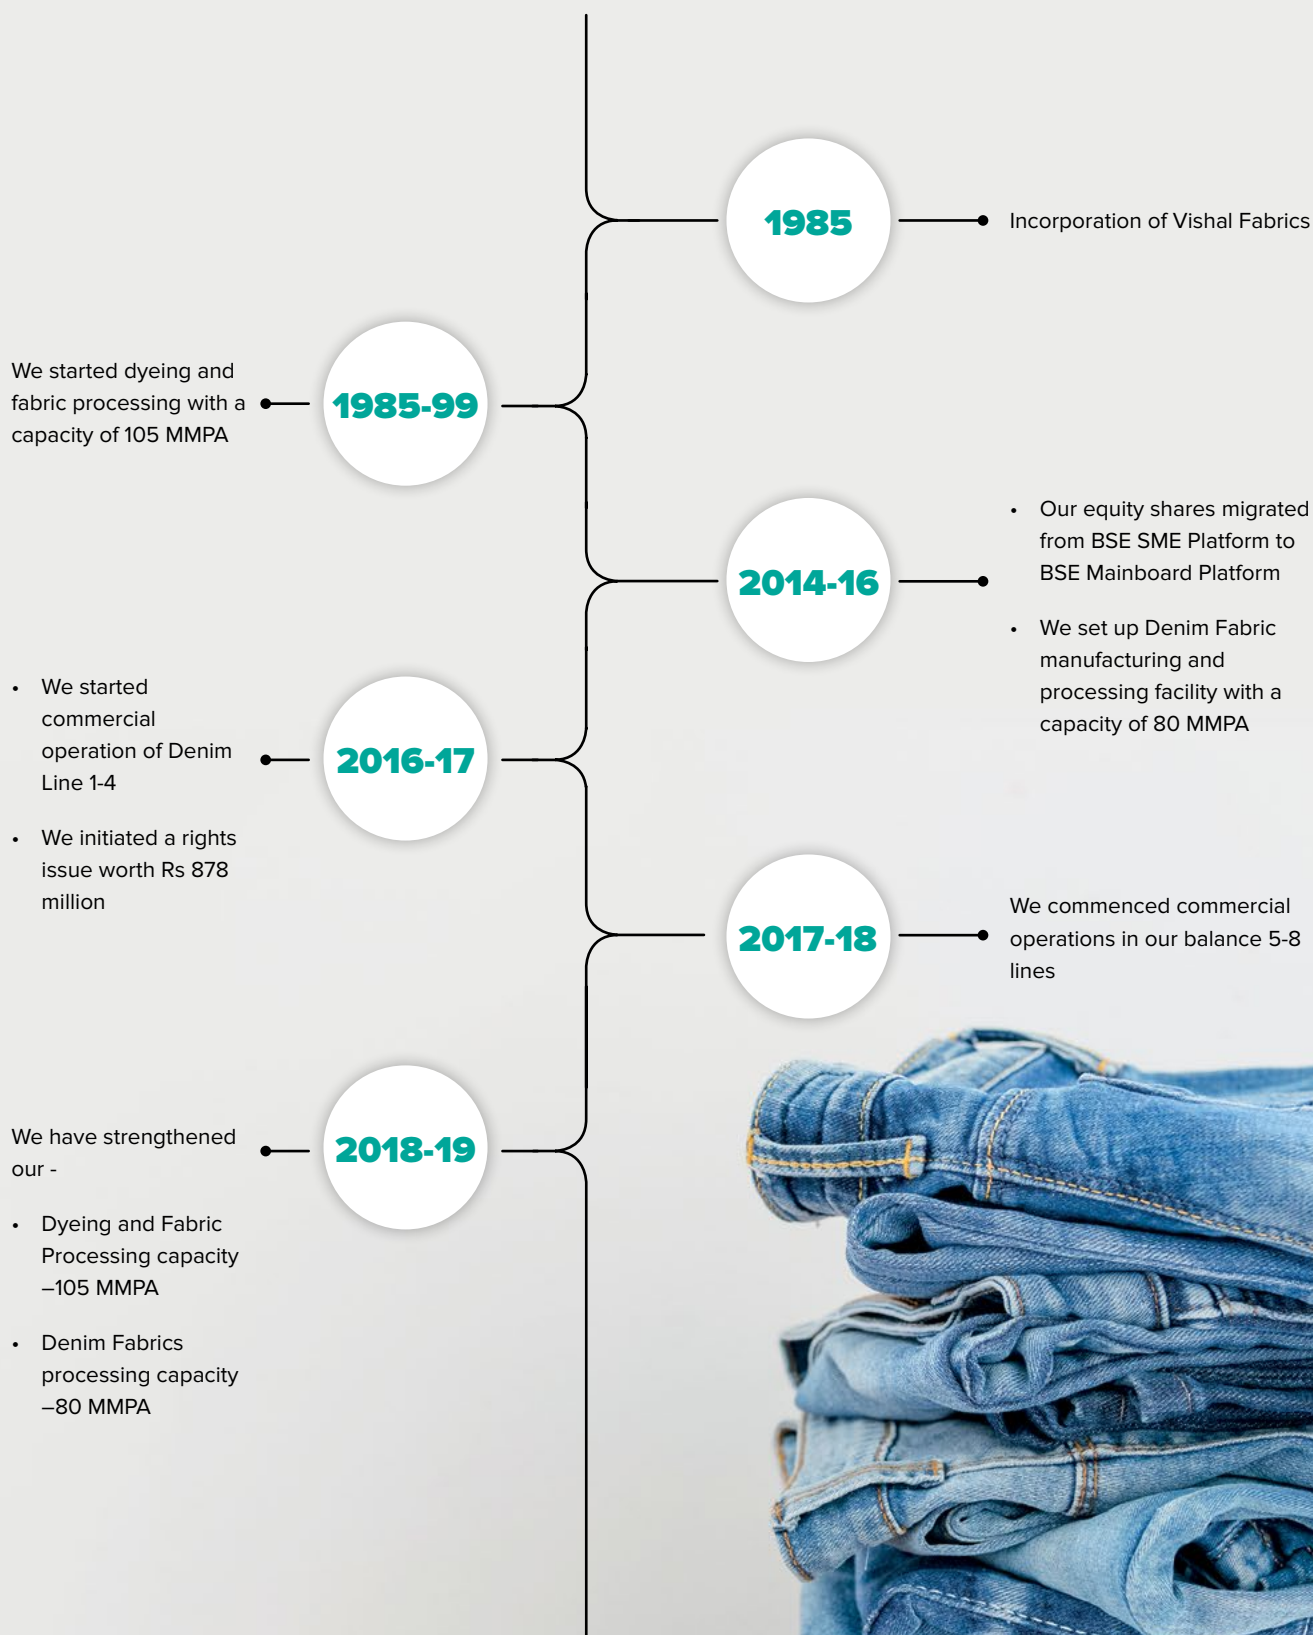 1985
Incorporation of Vishal Fabrics
We started dyeing and
fabric processing with a
capacity of 105 MMPA
1985-99
2014-16
• Our equity shares migrated
from BSE SME Platform to
BSE Mainboard Platform
• We set up Denim Fabric
manufacturing and
processing facility with a
capacity of 80 MMPA
• We started
commercial
operation of Denim
Line 1-4
• We initiated a rights
issue worth Rs 878
million
2016-17
2017-18
We commenced commercial
operations in our balance 5-8
lines
We have strengthened
our -
• Dyeing and Fabric
Processing capacity
–105 MMPA
• Denim Fabrics
processing capacity
–80 MMPA
2018-19